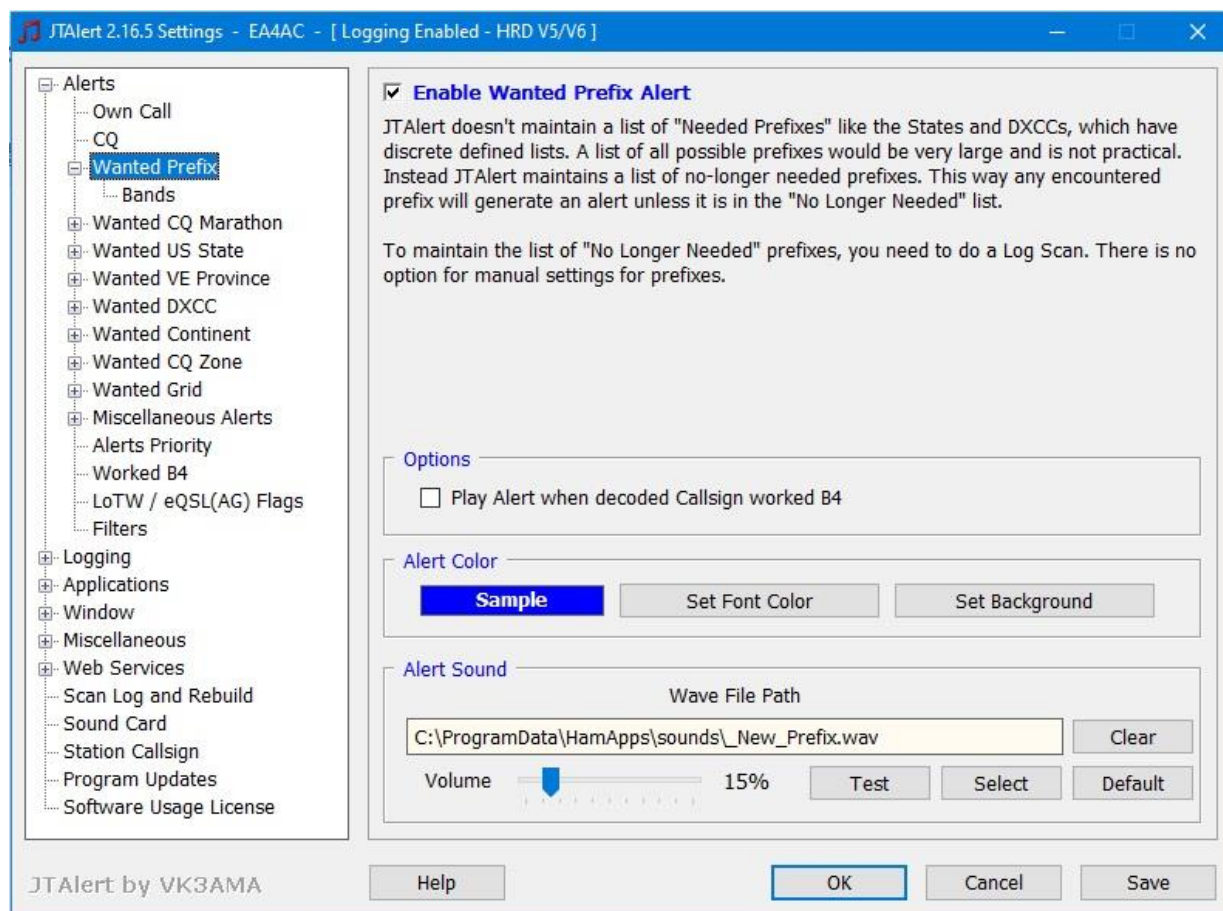 JTAlert 2.16.5 Settings - EA4AC - [ Logging Enabled - HRD V5/V6 ]
Alerts
Own Call
CQ
Wanted Prefix
Bands
Wanted CQ Marathon
Wanted US State
Wanted VE Province
Wanted DXCC
Wanted Continent
Wanted CQ Zone
Wanted Grid
Miscellaneous Alerts
Alerts Priority
Worked B4
LoTW / eQSL(AG) Flags
Filters
Logging
Applications
Window
Miscellaneous
Web Services
Scan Log and Rebuild
Sound Card
Station Callsign
Program Updates
Software Usage License
Enable Wanted Prefix Alert
JTAlert doesn't maintain a list of "Needed Prefixes" like the States and DXCCs, which have
discrete defined lists. A list of all possible prefixes would be very large and is not practical.
Instead JTAlert maintains a list of no-longer needed prefixes. This way any encountered
prefix will generate an alert unless it is in the "No Longer Needed" list.
To maintain the list of "No Longer Needed" prefixes, you need to do a Log Scan. There is no
option for manual settings for prefixes.
Options
Play Alert when decoded Callsign worked B4
Alert Color
Sample
Set Font Color
Set Background
Alert Sound
Wave File Path
C:\ProgramData\HamApps\sounds\_New_Prefix.wav
Clear
Volume
15%
Test
Select
Default
JTAlert by VK3AMA
Help
OK
Cancel
Save